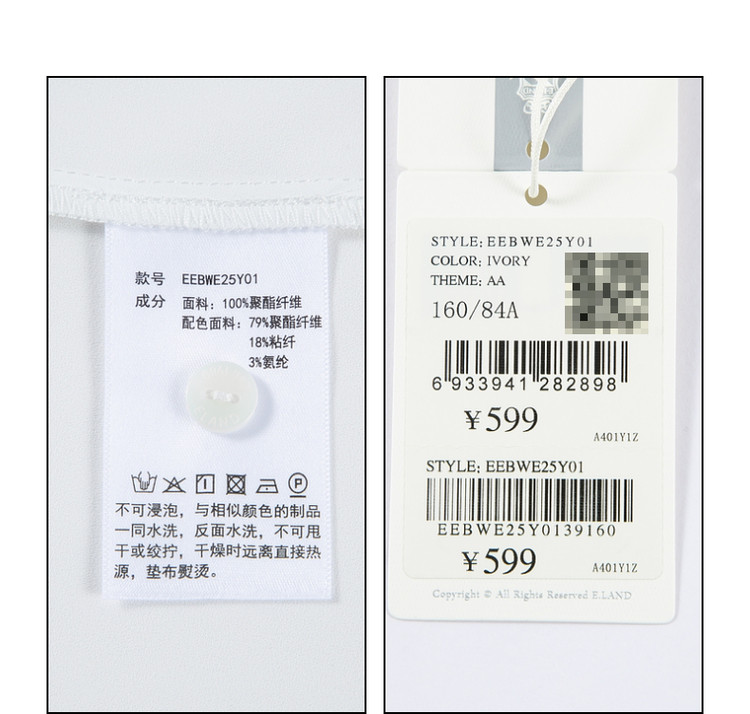 款号 EEBWE25Y01
成分 面料：100%聚酯纤维
配色面料：79%聚酯纤维
18%粘纤
3%氨纶
不可浸泡，与相似颜色的制品
一同水洗，反面水洗，不可甩
干或绞拧，干燥时远离直接热
源，垫布熨烫。
STYLE: EEBWE25Y01
COLOR: IVORY
THEME: AA
160/84A
6 933941 282898
¥599
A401Y1Z
STYLE: EEBWE25Y01
EEBWE25Y0139160
¥599
A401Y1Z
Copyright © All Rights Reserved E.LAND